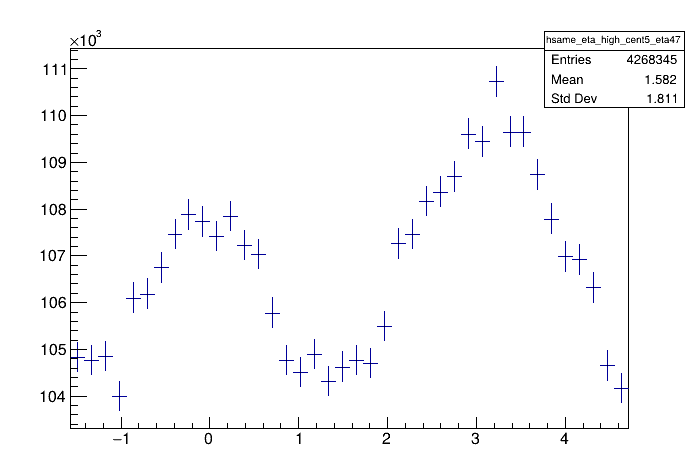 ×10³
hsame_eta_high_cent5_eta47
Entries 4268345
Mean 1.582
Std Dev 1.811
111
110
109
108
107
106
105
104
−1 0 1 2 3 4